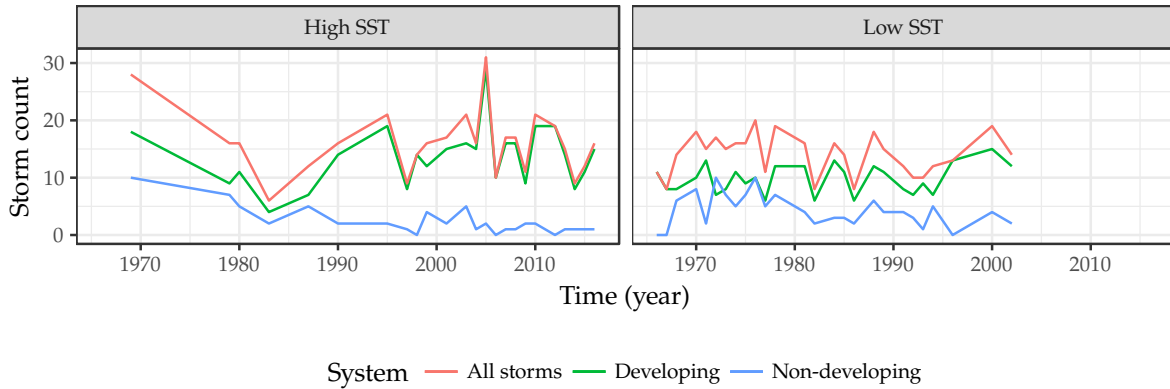 High SST Low SST
Storm count
30
20
10
0
1970 1980 1990 2000 2010 1970 1980 1990 2000 2010
Time (year)
System All storms Developing Non-developing